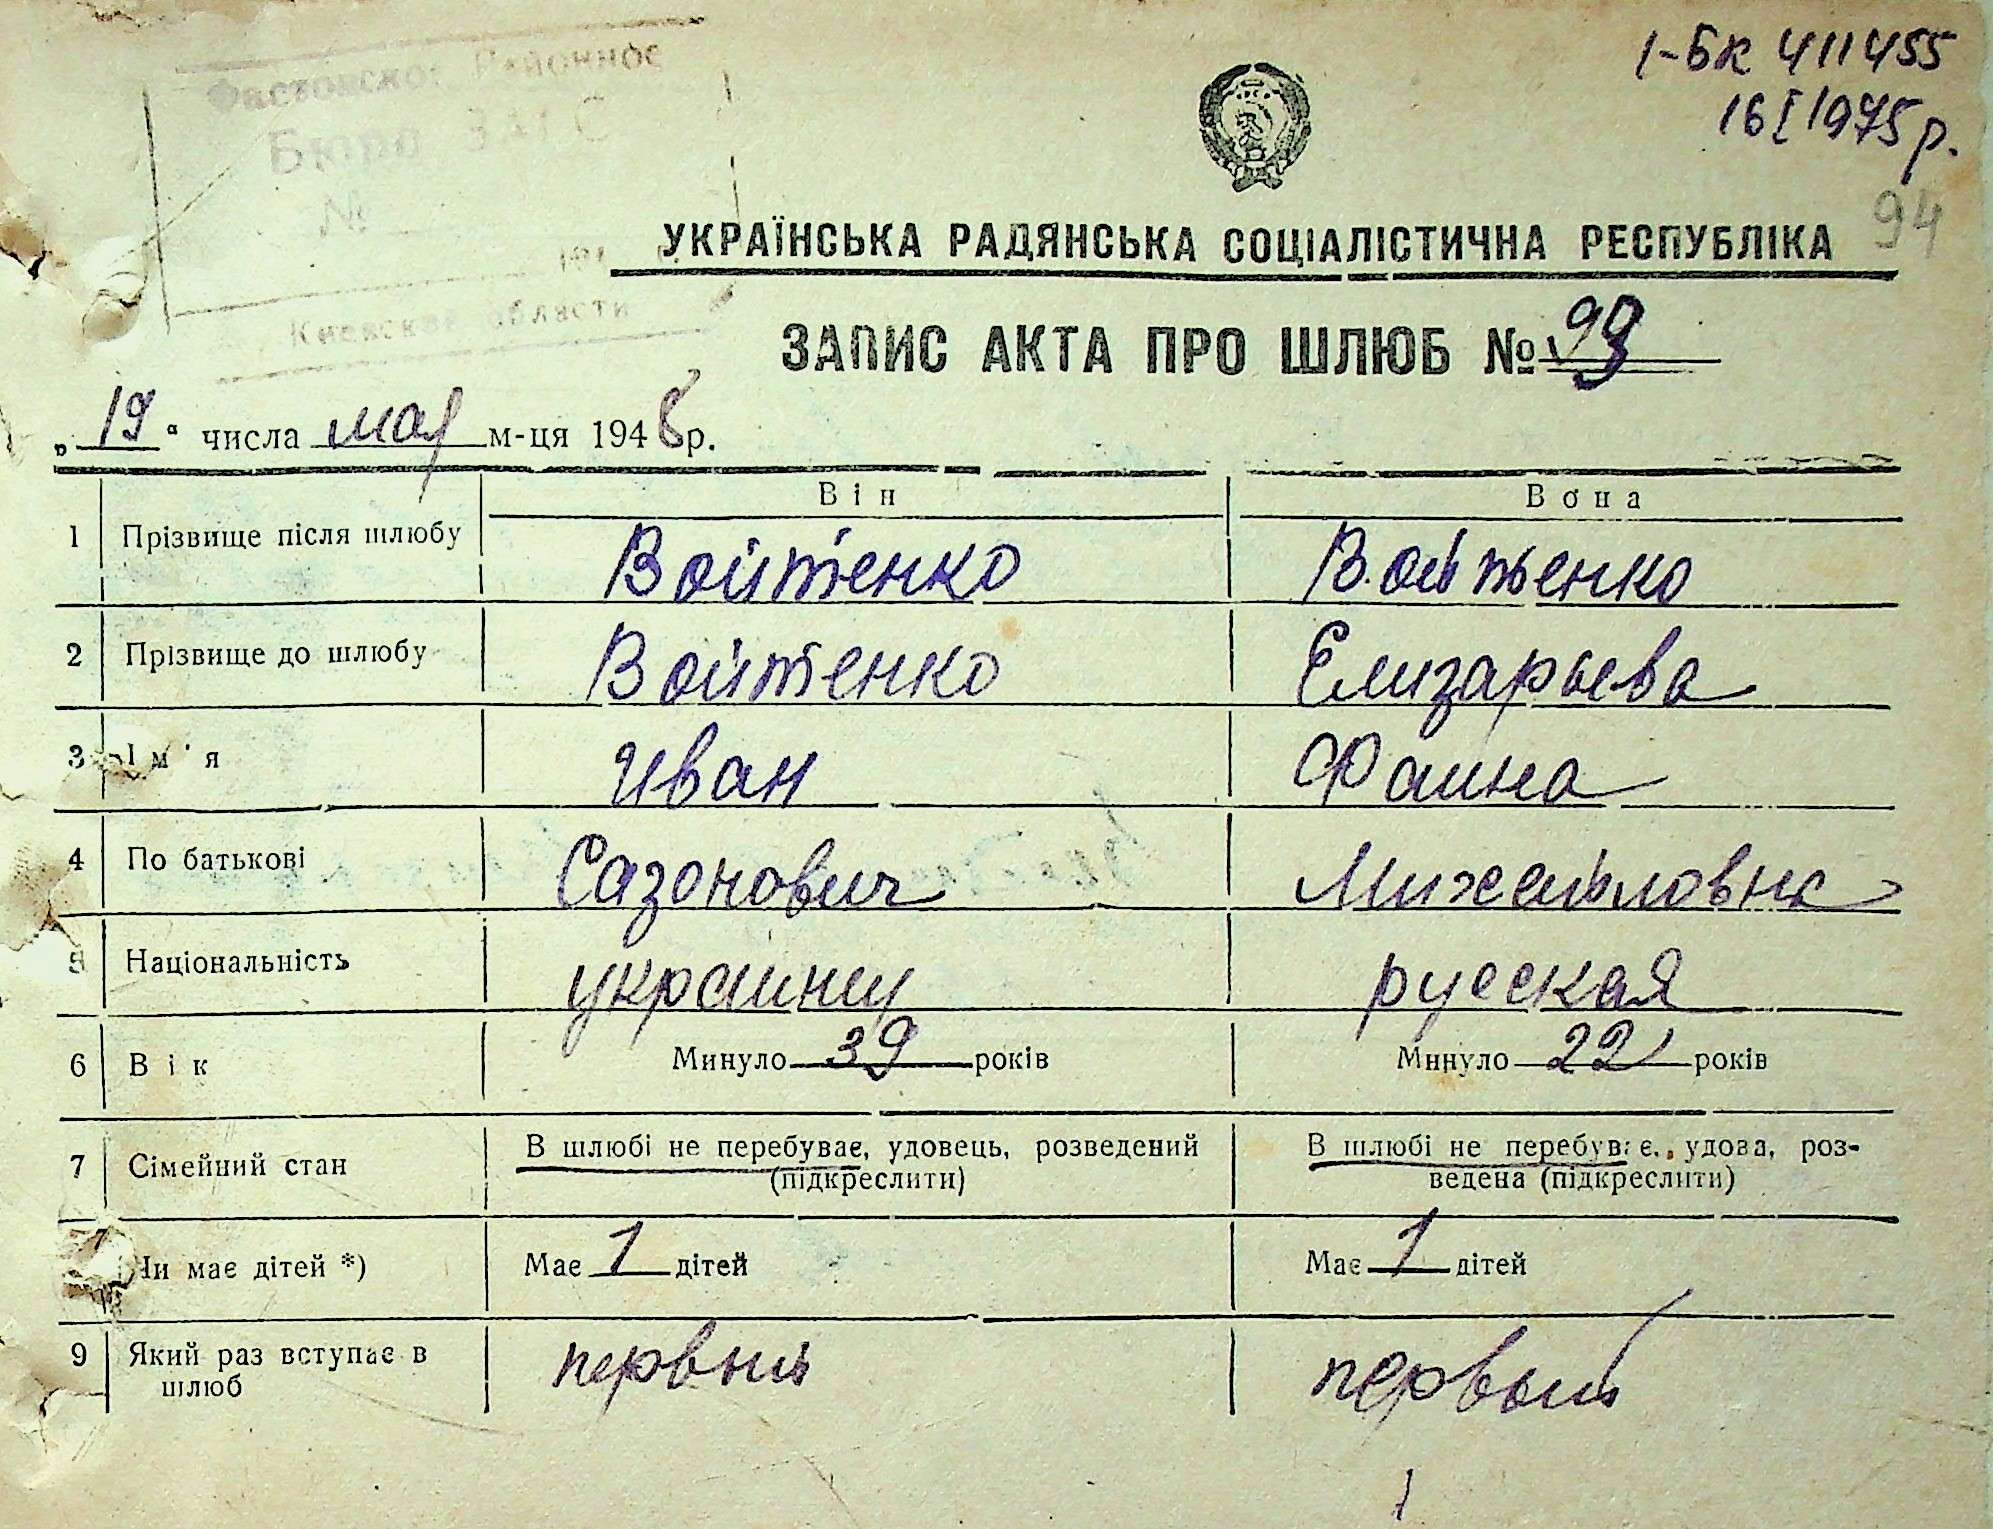 Фастовское Районное
Бюро ЗАГС
№
Киевской области
I-БК 411455
16 I 1975 р.
94
УКРАЇНСЬКА РАДЯНСЬКА СОЦІАЛІСТИЧНА РЕСПУБЛІКА
ЗАПИС АКТА ПРО ШЛЮБ № 99
„19“ числа мая м-ця 1948 р.
Він Вона
1 Прізвище після шлюбу Войтенко Войтенко
2 Прізвище до шлюбу Войтенко Елизарьева
3 Ім'я Иван Фаина
4 По батькові Сазонович Михайловна
5 Національність украинец русская
6 Вік Минуло 39 років Минуло 22 років
7 Сімейний стан В шлюбі не перебуває, удовець, розведений (підкреслити) В шлюбі не перебуває, удова, роз-
ведена (підкреслити)
Чи має дітей *) Має 1 дітей Має 1 дітей
9 Який раз вступає в
шлюб первый первый